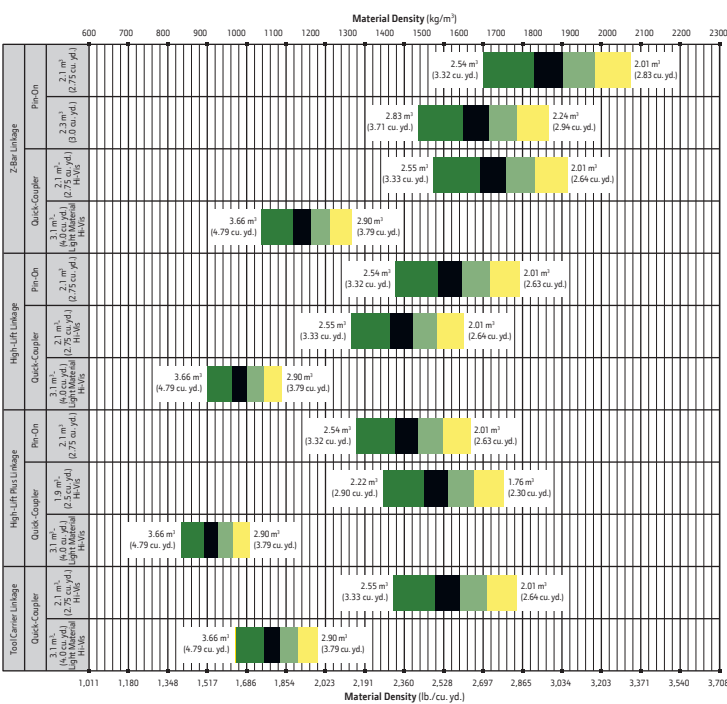 Material Density (kg/m³)
600 700 800 900 1000 1100 1200 1300 1400 1500 1600 1700 1800 1900 2000 2100 2200 2300
Z-Bar Linkage
Pin-On
2.1 m³
(2.75 cu. yd.)
2.54 m³
(3.32 cu. yd.)
2.01 m³
(2.83 cu. yd.)
2.3 m³
(3.0 cu. yd.)
2.83 m³
(3.71 cu. yd.)
2.24 m³
(2.94 cu. yd.)
Quick-Coupler
2.1 m³-
(2.75 cu. yd.)
Hi-Vis
2.55 m³
(3.33 cu. yd.)
2.01 m³
(2.64 cu. yd.)
3.1 m³-
(4.0 cu. yd.)
Light Material
Hi-Vis
3.66 m³
(4.79 cu. yd.)
2.90 m³
(3.79 cu. yd.)
High-Lift Linkage
Pin-On
2.1 m³
(2.75 cu. yd.)
2.54 m³
(3.32 cu. yd.)
2.01 m³
(2.63 cu. yd.)
Quick-Coupler
2.1 m³-
(2.75 cu. yd.)
Hi-Vis
2.55 m³
(3.33 cu. yd.)
2.01 m³
(2.64 cu. yd.)
3.1 m³-
(4.0 cu. yd.)
Light Material
Hi-Vis
3.66 m³
(4.79 cu. yd.)
2.90 m³
(3.79 cu. yd.)
High-Lift Plus Linkage
Pin-On
2.1 m³
(2.75 cu. yd.)
2.54 m³
(3.32 cu. yd.)
2.01 m³
(2.63 cu. yd.)
Quick-Coupler
1.9 m³-
(2.5 cu. yd.)
Hi-Vis
2.22 m³
(2.90 cu. yd.)
1.76 m³
(2.30 cu. yd.)
3.1 m³-
(4.0 cu. yd.)
Light Material
Hi-Vis
3.66 m³
(4.79 cu. yd.)
2.90 m³
(3.79 cu. yd.)
Tool Carrier Linkage
Quick-Coupler
2.1 m³-
(2.75 cu. yd.)
Hi-Vis
2.55 m³
(3.33 cu. yd.)
2.01 m³
(2.64 cu. yd.)
3.1 m³-
(4.0 cu. yd.)
Light Material
Hi-Vis
3.66 m³
(4.79 cu. yd.)
2.90 m³
(3.79 cu. yd.)
1,011 1,180 1,348 1,517 1,686 1,854 2,023 2,191 2,360 2,528 2,697 2,865 3,034 3,203 3,371 3,540 3,708
Material Density (lb./cu. yd.)